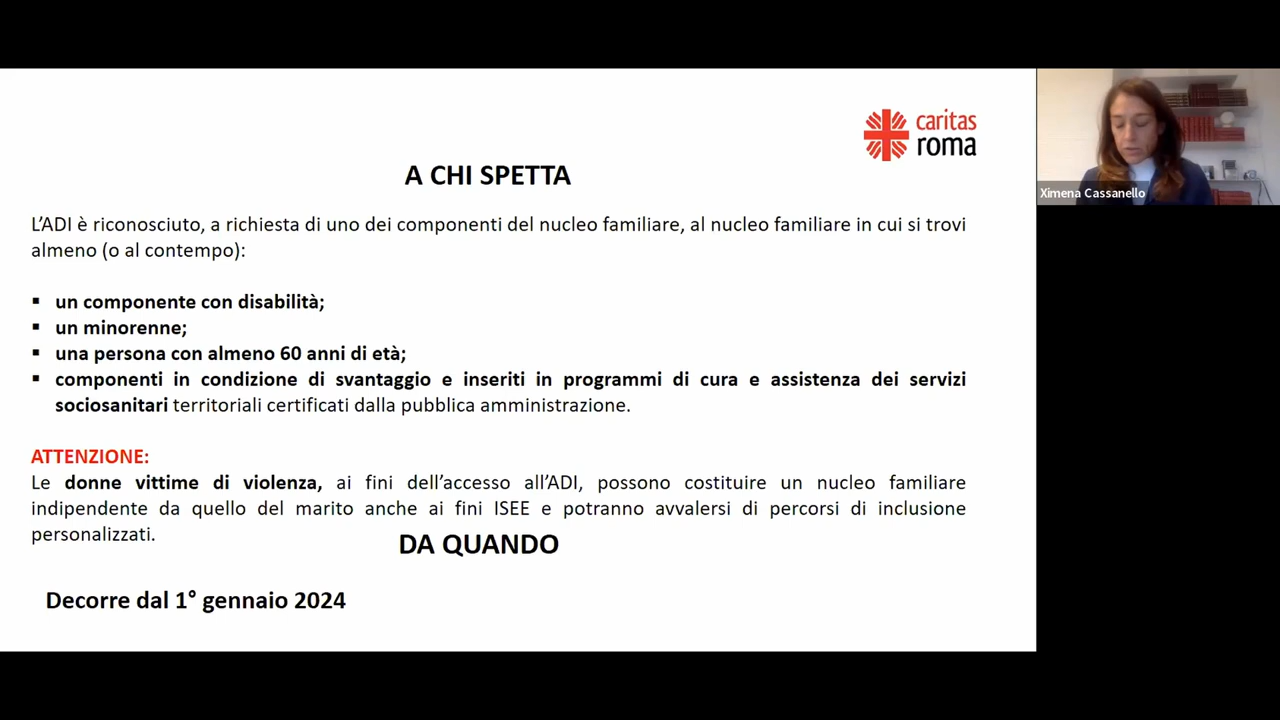 caritas
roma
A CHI SPETTA
L’ADI è riconosciuto, a richiesta di uno dei componenti del nucleo familiare, al nucleo familiare in cui si trovi
almeno (o al contempo):
▪ un componente con disabilità;
▪ un minorenne;
▪ una persona con almeno 60 anni di età;
▪ componenti in condizione di svantaggio e inseriti in programmi di cura e assistenza dei servizi
sociosanitari territoriali certificati dalla pubblica amministrazione.
ATTENZIONE:
Le donne vittime di violenza, ai fini dell’accesso all’ADI, possono costituire un nucleo familiare
indipendente da quello del marito anche ai fini ISEE e potranno avvalersi di percorsi di inclusione
personalizzati.
DA QUANDO
Decorre dal 1° gennaio 2024
Ximena Cassanello